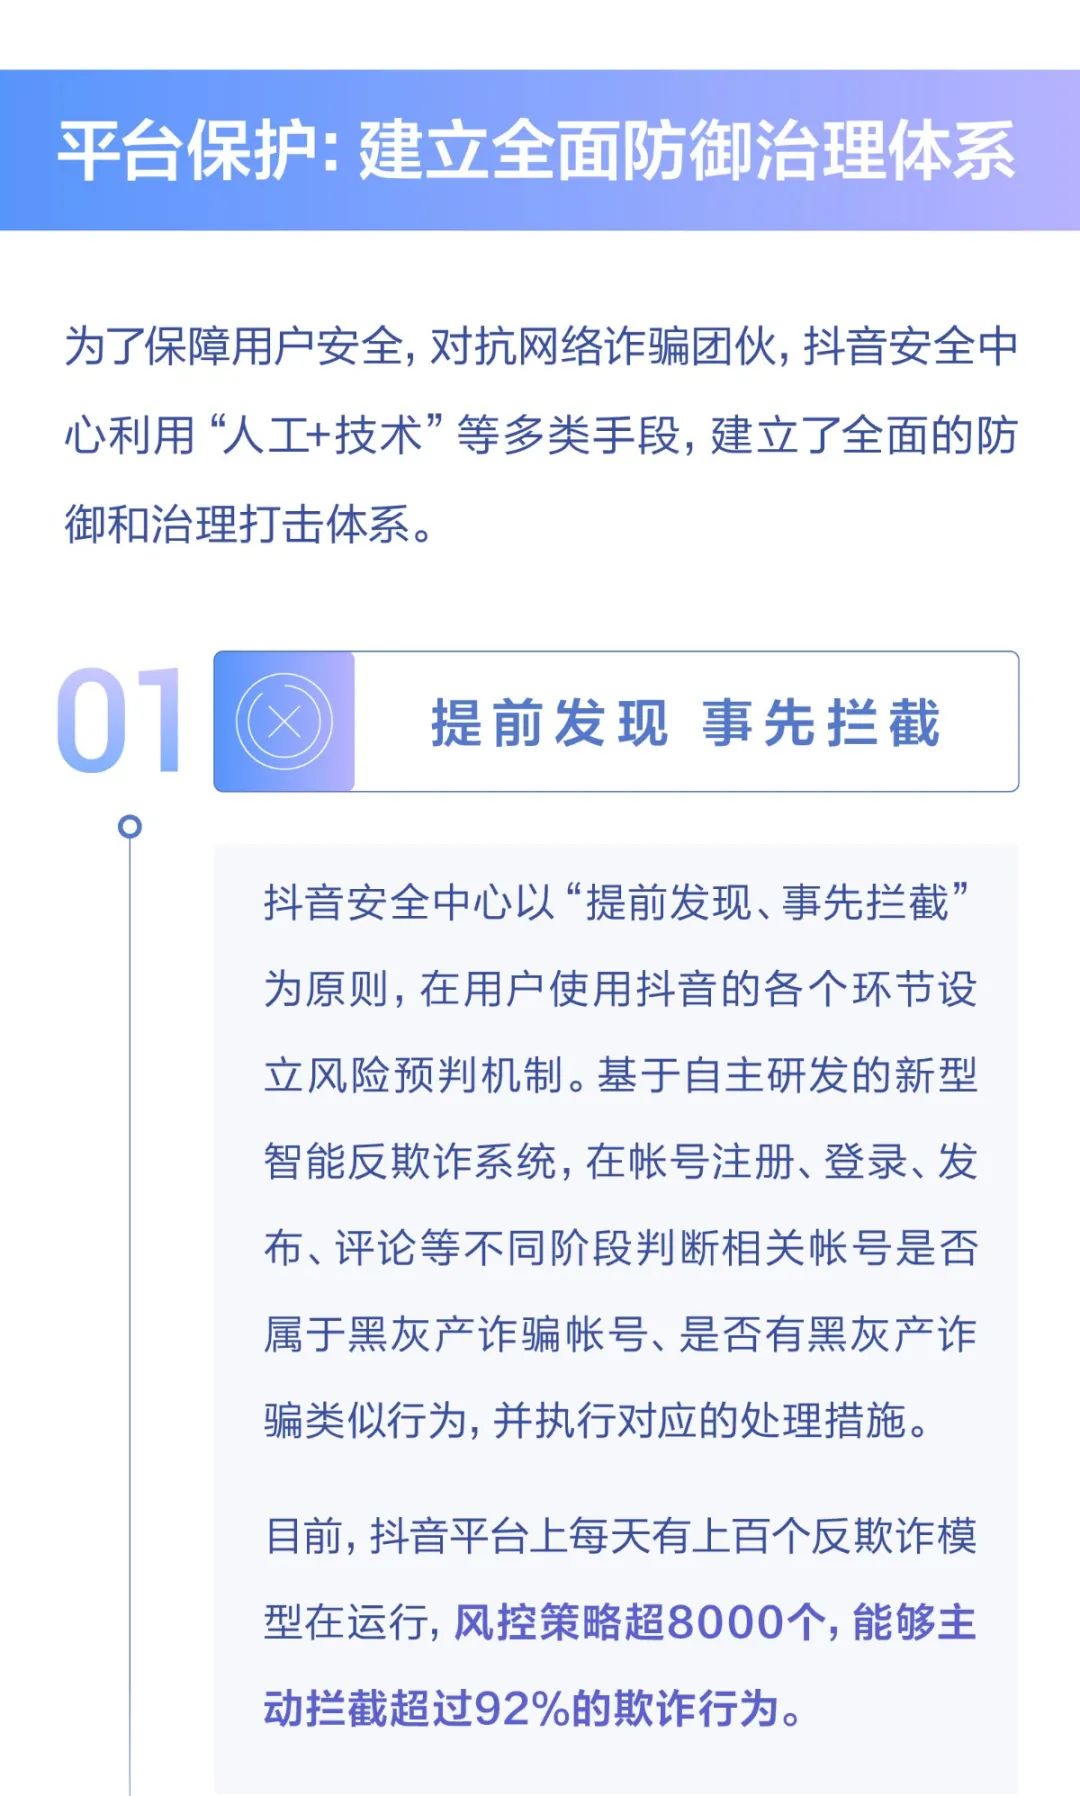 平台保护：建立全面防御治理体系
为了保障用户安全，对抗网络诈骗团伙，抖音安全中
心利用“人工+技术”等多类手段，建立了全面的防
御和治理打击体系。
01
提前发现 事先拦截
抖音安全中心以“提前发现、事先拦截”
为原则，在用户使用抖音的各个环节设
立风险预判机制。基于自主研发的新型
智能反欺诈系统，在帐号注册、登录、发
布、评论等不同阶段判断相关帐号是否
属于黑灰产诈骗帐号、是否有黑灰产诈
骗类似行为，并执行对应的处理措施。
目前，抖音平台上每天有上百个反欺诈模
型在运行，风控策略超8000个，能够主
动拦截超过92%的欺诈行为。